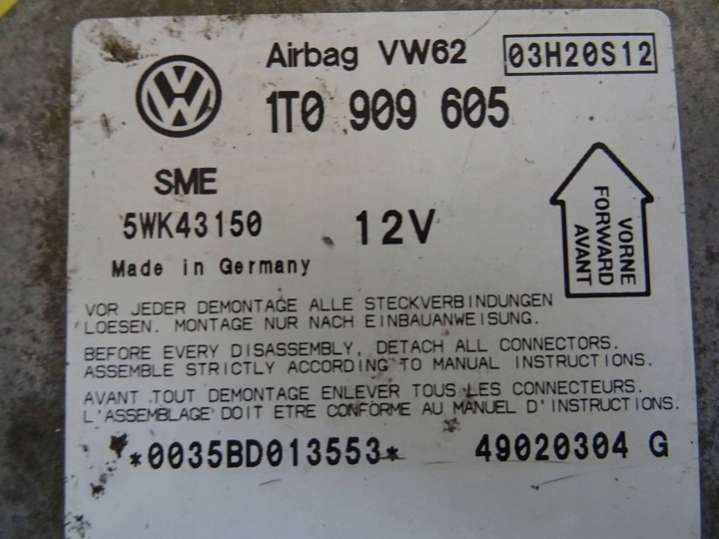 Airbag VW62 03H20S12
1T0 909 605
SME
5WK43150 12V
Made in Germany
VORNE
FORWARD
AVANT
VOR JEDER DEMONTAGE ALLE STECKVERBINDUNGEN
LOESEN. MONTAGE NUR NACH EINBAUANWEISUNG.
BEFORE EVERY DISASSEMBLY, DETACH ALL CONNECTORS.
ASSEMBLE STRICTLY ACCORDING TO MANUAL INSTRUCTIONS.
AVANT TOUT DEMONTAGE ENLEVER TOUS LES CONNECTEURS.
L'ASSEMBLAGE DOIT ETRE CONFORME AU MANUEL D'INSTRUCTIONS.
*0035BD013553* 49020304 G